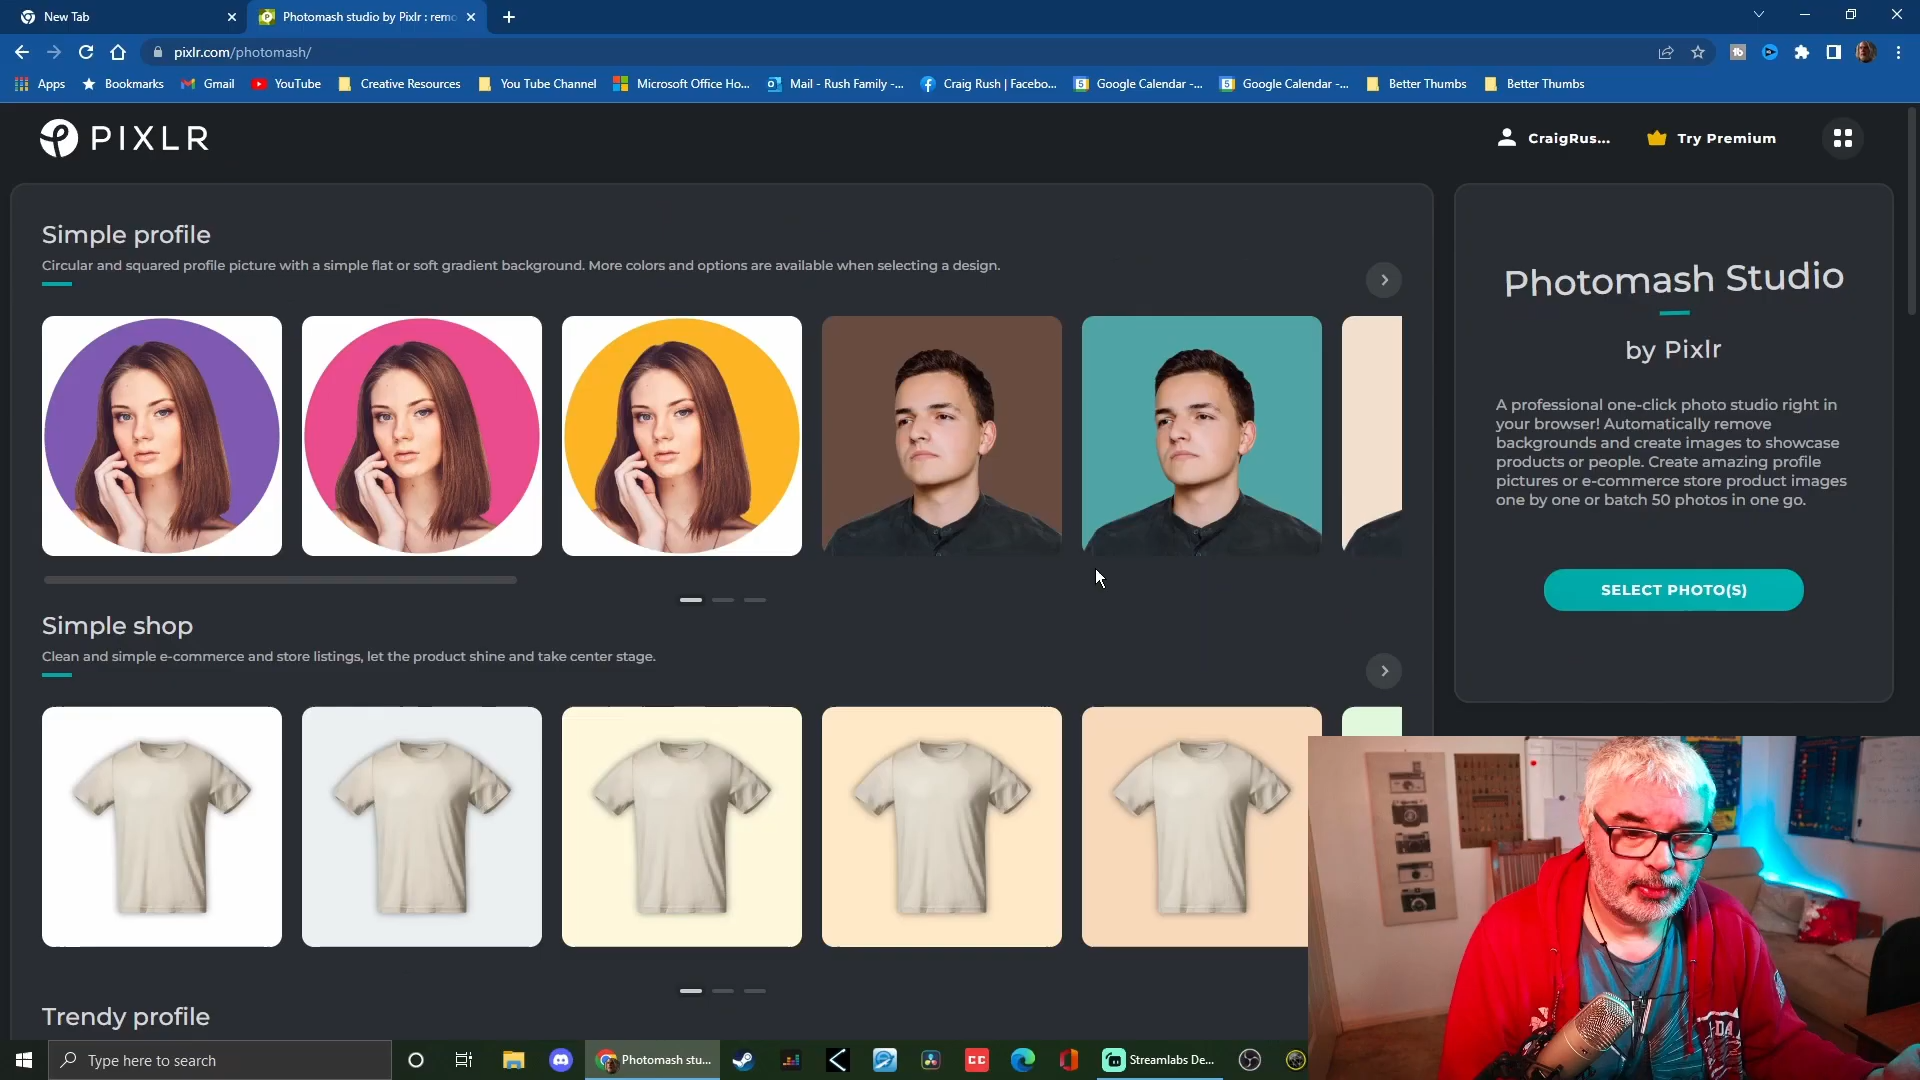 New Tab
Photomash studio by Pixlr : remo
pixlr.com/photomash/
Apps
Bookmarks
Gmail
YouTube
Creative Resources
You Tube Channel
Microsoft Office Ho...
Mail - Rush Family -...
Craig Rush | Facebo...
Google Calendar -...
Google Calendar -...
Better Thumbs
Better Thumbs
PIXLR
CraigRus...
Try Premium
Simple profile
Circular and squared profile picture with a simple flat or soft gradient background. More colors and options are available when selecting a design.
Photomash Studio
by Pixlr
A professional one-click photo studio right in
your browser! Automatically remove
backgrounds and create images to showcase
products or people. Create amazing profile
pictures or e-commerce store product images
one by one or batch 50 photos in one go.
SELECT PHOTO(S)
Simple shop
Clean and simple e-commerce and store listings, let the product shine and take center stage.
Trendy profile
Type here to search
Photomash stu...
CC
Streamlabs De...